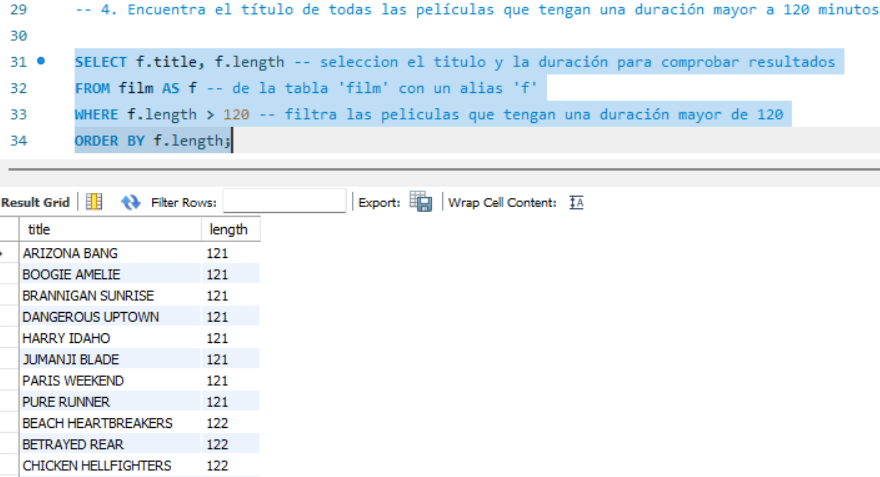 29 -- 4. Encuentra el título de todas las películas que tengan una duración mayor a 120 minutos
30
31 SELECT f.title, f.length -- seleccion el titulo y la duración para comprobar resultados
32 FROM film AS f -- de la tabla 'film' con un alias 'f'
33 WHERE f.length > 120 -- filtra las peliculas que tengan una duración mayor de 120
34 ORDER BY f.length;
Result Grid Filter Rows: Export: Wrap Cell Content: IA
title length
ARIZONA BANG 121
BOOGIE AMELIE 121
BRANNIGAN SUNRISE 121
DANGEROUS UPTOWN 121
HARRY IDAHO 121
JUMANJI BLADE 121
PARIS WEEKEND 121
PURE RUNNER 121
BEACH HEARTBREAKERS 122
BETRAYED REAR 122
CHICKEN HELLFIGHTERS 122